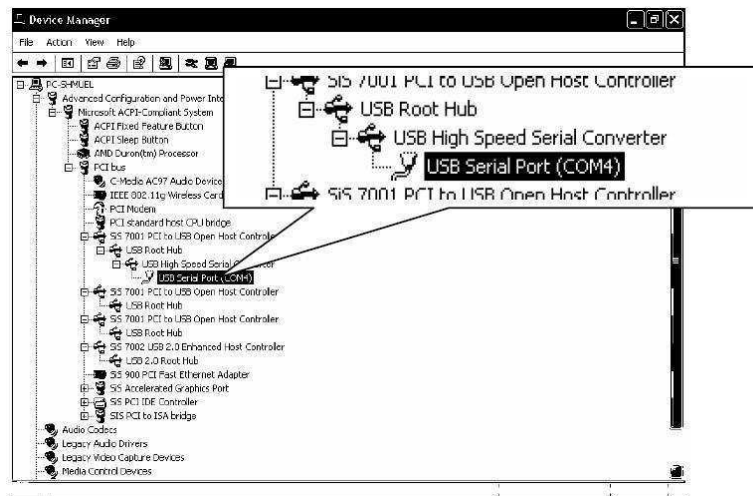 Device Manager
File Action View Help
PC-SHMUEL
Advanced Configuration and Power Inte
Microsoft ACPI-Compliant System
ACPI Fixed Feature Button
ACPI Sleep Button
AMD Duron(tm) Processor
PCI bus
C-Media AC97 Audio Device
IEEE 802.11g Wireless Card
PCI Modem
PCI standard host CPU bridge
SiS 7001 PCI to USB Open Host Controlle
USB Root Hub
USB High Speed Serial Converter
USB Serial Port (COM4)
SiS 7001 PCI to USB Open Host Controller
USB Root Hub
SiS 7001 PCI to USB Open Host Controller
USB Root Hub
SiS 7002 USB 2.0 Enhanced Host Controller
USB 2.0 Root Hub
SiS 900 PCI Fast Ethernet Adapter
SiS Accelerated Graphics Port
SiS PCI IDE Controller
SIS PCI to ISA bridge
Audio Codecs
Legacy Audio Drivers
Legacy Video Capture Devices
Media Control Devices
SiS 7001 PCI to USB Open Host Controller
USB Root Hub
USB High Speed Serial Converter
USB Serial Port (COM4)
SiS 7001 PCI to USB Open Host Controller